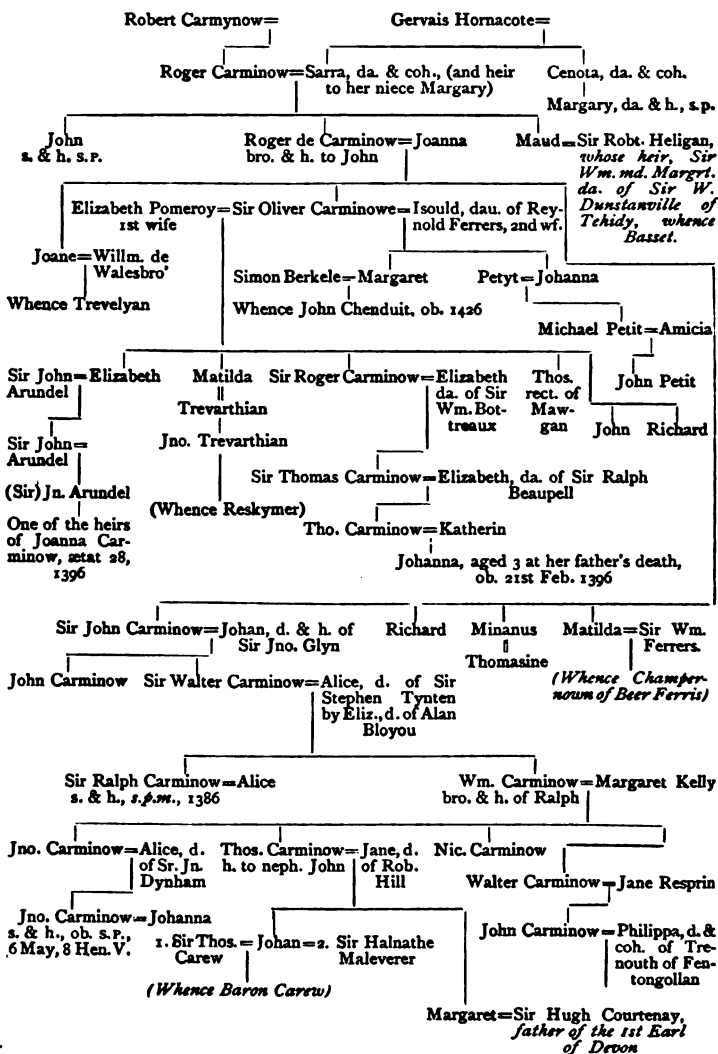 Robert Carmynow= Gervais Hornacote=
Roger Carminow=Sarra, da. & coh., (and heir
to her niece Margary)
Cenota, da. & coh.
Margary, da. & h., s.p.
John
s. & h. s.p.
Roger de Carminow=Joanna
bro. & h. to John
Maud=Sir Robt. Heligan,
whose heir, Sir
Wm. md. Margrt.
da. of Sir W.
Dunstanville of
Tehidy, whence
Basset.
Elizabeth Pomeroy=Sir Oliver Carminowe=Isould, dau. of Rey-
1st wife
nold Ferrers, 2nd wf.
Joane=Willm. de
Walesbro'
Whence Trevelyan
Simon Berkele=Margaret
Whence John Chenduit, ob. 1426
Petyt=Johanna
Michael Petit=Amicia
John Petit
Sir John=Elizabeth
Arundel
Matilda
=
Trevarthian
Sir Roger Carminow=Elizabeth
da. of Sir
Wm. Bot-
treaux
Thos.
rect. of
Maw-
gan
John Richard
Sir John=
Arundel
Jno. Trevarthian
(Sir) Jn. Arundel
(Whence Reskymer)
Sir Thomas Carminow=Elizabeth, da. of Sir Ralph
Beaupell
One of the heirs
of Joanna Car-
minow, ætat 28,
1396
Tho. Carminow=Katherin
Johanna, aged 3 at her father's death,
ob. 21st Feb. 1396
Sir John Carminow=Johan, d. & h. of
Sir Jno. Glyn
Richard
Minanus
=
Thomasine
Matilda=Sir Wm.
Ferrers.
(Whence Champer-
nown of Beer Ferris)
John Carminow
Sir Walter Carminow=Alice, d. of Sir
Stephen Tynten
by Eliz., d. of Alan
Bloyou
Sir Ralph Carminow=Alice
s. & h., s.p.m., 1386
Wm. Carminow=Margaret Kelly
bro. & h. of Ralph
Jno. Carminow=Alice, d.
of Sr. Jn.
Dynham
Thos. Carminow=Jane, d.
h. to neph. John of Rob.
Hill
Nic. Carminow
Walter Carminow=Jane Resprin
Jno. Carminow=Johanna
s. & h., ob. s.p.,
6 May, 8 Hen. V.
1. Sir Thos.=Johan=2. Sir Halnathe
Carew Maleverer
(Whence Baron Carew)
John Carminow=Philippa, d. &
coh. of Tre-
nouth of Fen-
tongollan
Margaret=Sir Hugh Courtenay,
father of the 1st Earl
of Devon